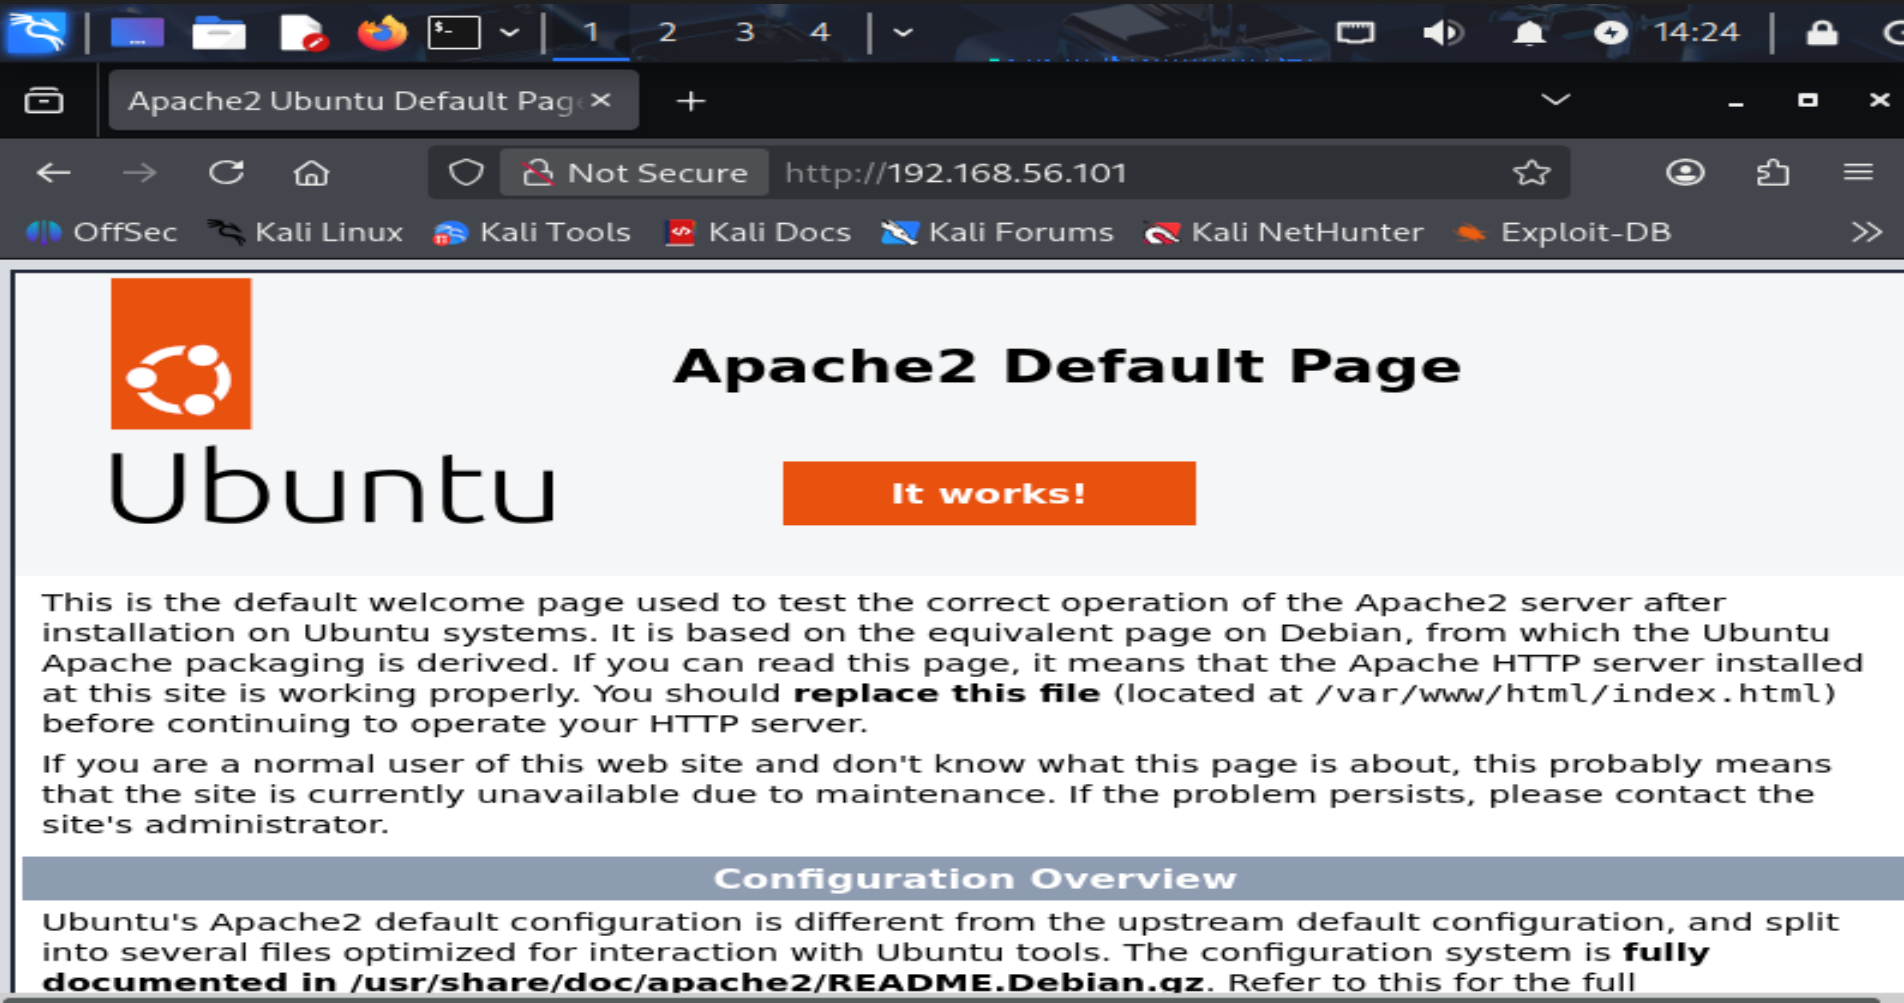 1 2 3 4 14:24
Apache2 Ubuntu Default Pag
Not Secure http://192.168.56.101
OffSec Kali Linux Kali Tools Kali Docs Kali Forums Kali NetHunter Exploit-DB
Apache2 Default Page
Ubuntu
It works!
This is the default welcome page used to test the correct operation of the Apache2 server after
installation on Ubuntu systems. It is based on the equivalent page on Debian, from which the Ubuntu
Apache packaging is derived. If you can read this page, it means that the Apache HTTP server installed
at this site is working properly. You should replace this file (located at /var/www/html/index.html)
before continuing to operate your HTTP server.
If you are a normal user of this web site and don't know what this page is about, this probably means
that the site is currently unavailable due to maintenance. If the problem persists, please contact the
site's administrator.
Configuration Overview
Ubuntu's Apache2 default configuration is different from the upstream default configuration, and split
into several files optimized for interaction with Ubuntu tools. The configuration system is fully
documented in /usr/share/doc/apache2/README.Debian.gz. Refer to this for the full